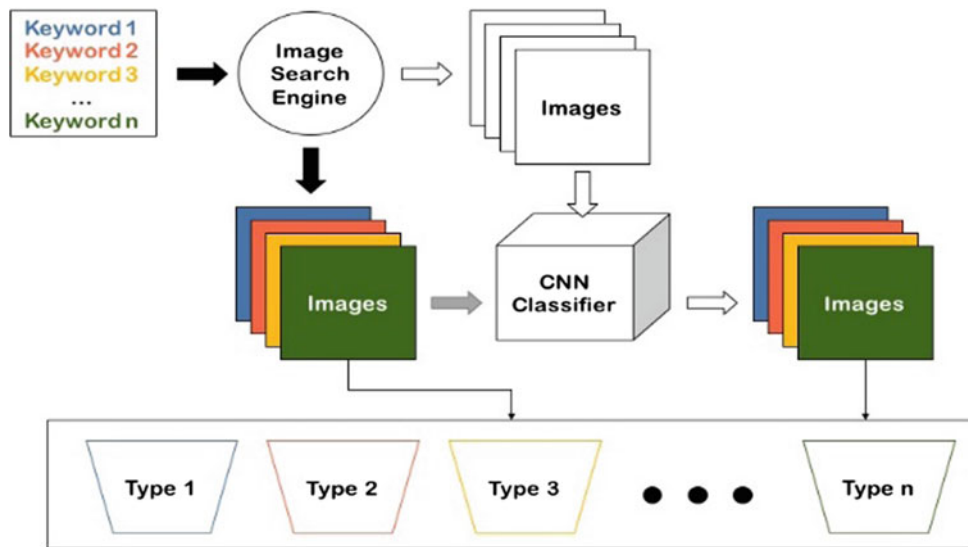 Keyword 1
Keyword 2
Keyword 3
...
Keyword n
Image
Search
Engine
Images
Images
CNN
Classifier
Images
Type 1
Type 2
Type 3
Type n